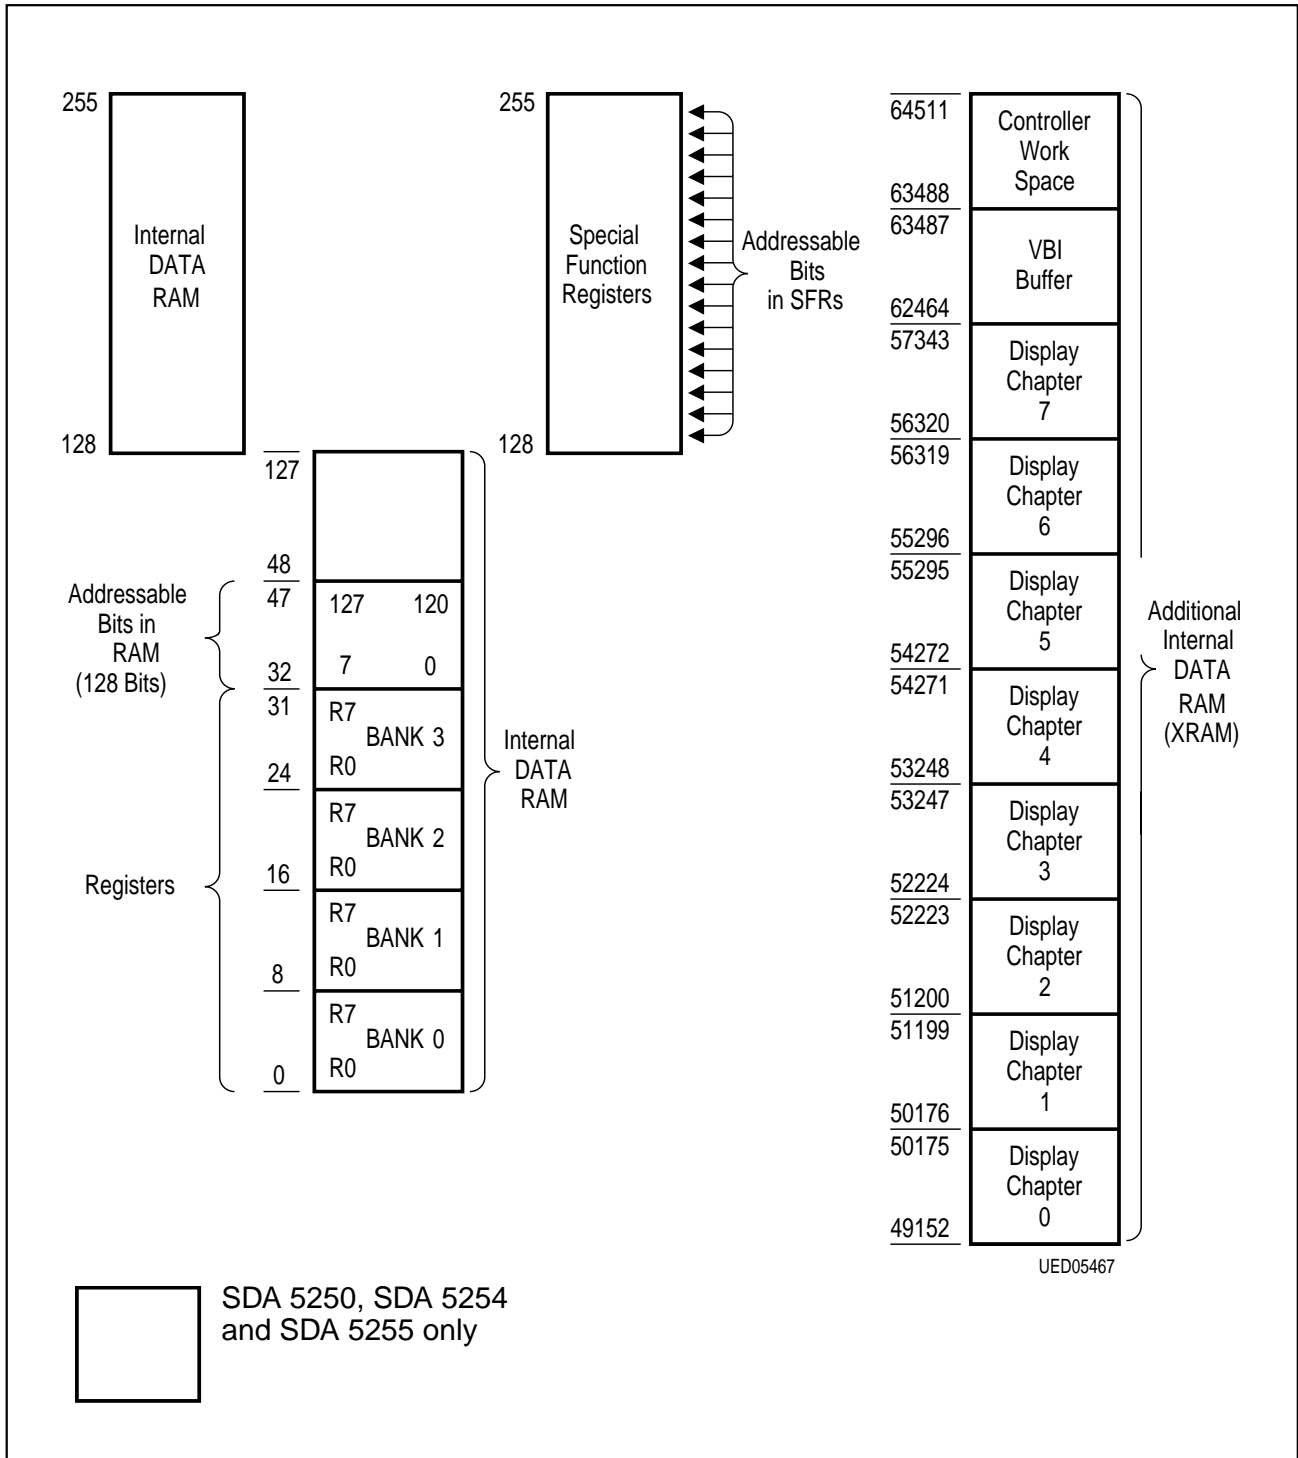 255
Internal
DATA
RAM
128
255
Special
Function
Registers
128
Addressable
Bits
in SFRs
127
48
47
127 120
7 0
32
31
R7
BANK 3
R0
24
R7
BANK 2
R0
16
R7
BANK 1
R0
8
R7
BANK 0
R0
0
Addressable
Bits in
RAM
(128 Bits)
Registers
Internal
DATA
RAM
64511
Controller
Work
Space
63488
63487
VBI
Buffer
62464
57343
Display
Chapter
7
56320
56319
Display
Chapter
6
55296
55295
Display
Chapter
5
54272
54271
Display
Chapter
4
53248
53247
Display
Chapter
3
52224
52223
Display
Chapter
2
51200
51199
Display
Chapter
1
50176
50175
Display
Chapter
0
49152
Additional
Internal
DATA
RAM
(XRAM)
UED05467
SDA 5250, SDA 5254
and SDA 5255 only